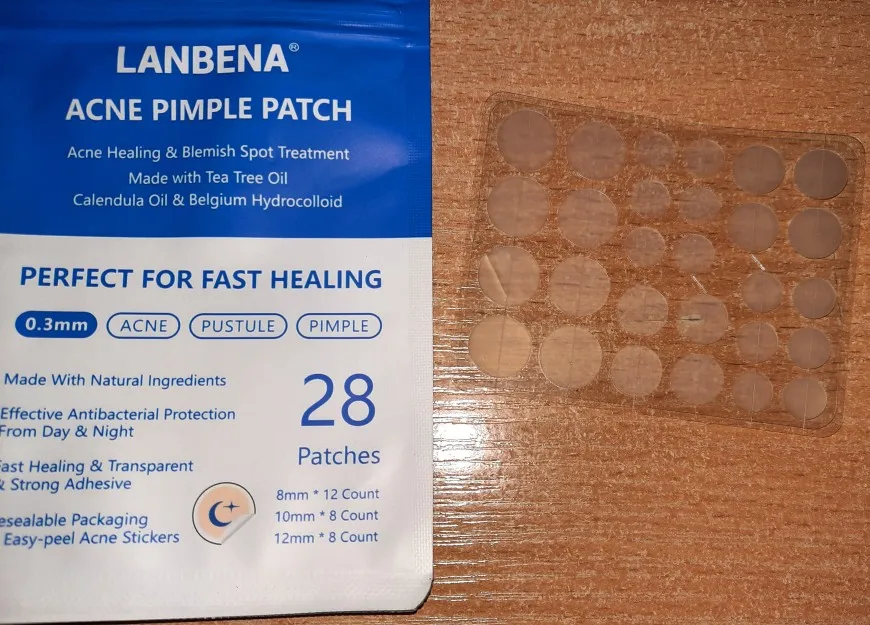 LANBENA®
ACNE PIMPLE PATCH
Acne Healing & Blemish Spot Treatment
Made with Tea Tree Oil
Calendula Oil & Belgium Hydrocolloid
PERFECT FOR FAST HEALING
0.3mm ACNE PUSTULE PIMPLE
Made With Natural Ingredients
Effective Antibacterial Protection
From Day & Night
ast Healing & Transparent
& Strong Adhesive
esealable Packaging
Easy-peel Acne Stickers
28
Patches
8mm * 12 Count
10mm * 8 Count
12mm * 8 Count